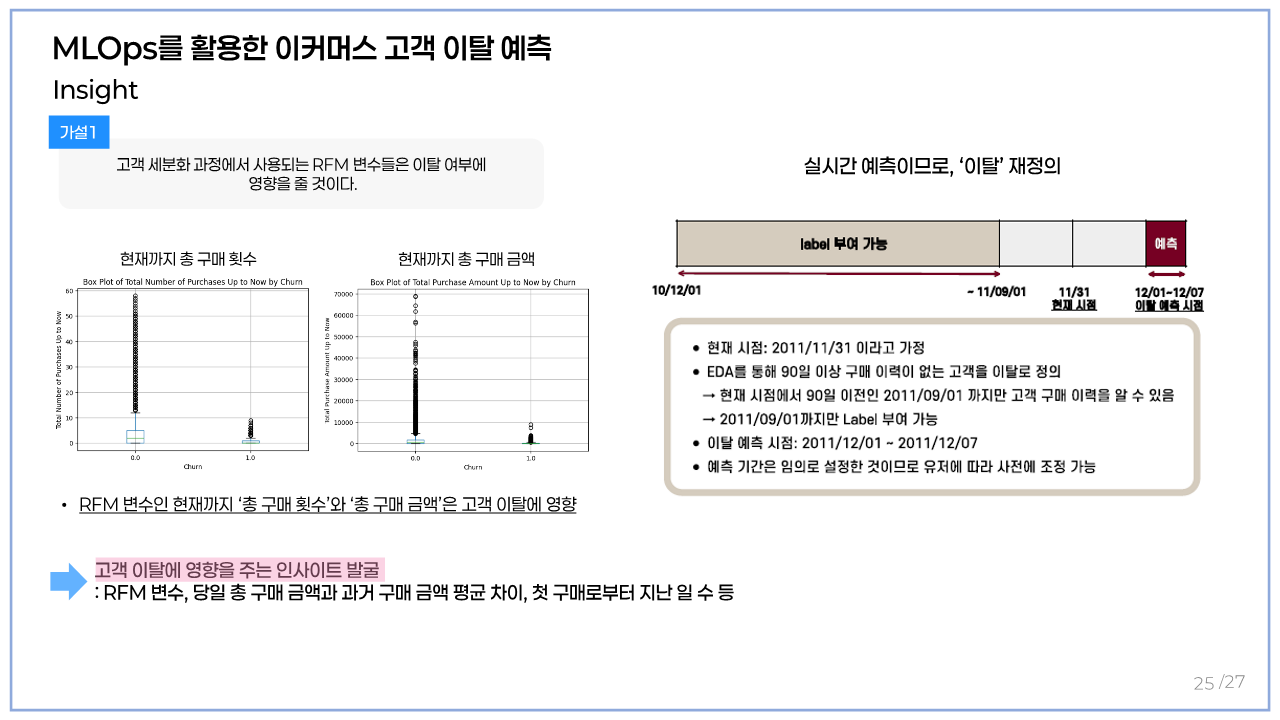 MLOps를 활용한 이커머스 고객 이탈 예측
Insight
가설1
고객 세분화 과정에서 사용되는 RFM 변수들은 이탈 여부에
영향을 줄 것이다.
현재까지 총 구매 횟수
Box Plot of Total Number of Purchases Up to Now by Churn
Total Number of Purchases Up to Now
60
50
40
30
20
10
0
0.0
1.0
Churn
현재까지 총 구매 금액
Box Plot of Total Purchase Amount Up to Now by Churn
Total Purchase Amount Up to Now
70000
60000
50000
40000
30000
20000
10000
0
0.0
1.0
Churn
• RFM 변수인 현재까지 ‘총 구매 횟수’와 ‘총 구매 금액’은 고객 이탈에 영향
고객 이탈에 영향을 주는 인사이트 발굴
: RFM 변수, 당일 총 구매 금액과 과거 구매 금액 평균 차이, 첫 구매로부터 지난 일 수 등
실시간 예측이므로, ‘이탈’ 재정의
label 부여 가능
예측
10/12/01
~ 11/09/01
11/31
현재 시점
12/01~12/07
이탈 예측 시점
• 현재 시점: 2011/11/31 이라고 가정
• EDA를 통해 90일 이상 구매 이력이 없는 고객을 이탈로 정의
→ 현재 시점에서 90일 이전인 2011/09/01 까지만 고객 구매 이력을 알 수 있음
→ 2011/09/01까지만 Label 부여 가능
• 이탈 예측 시점: 2011/12/01 ~ 2011/12/07
• 예측 기간은 임의로 설정한 것이므로 유저에 따라 사전에 조정 가능
25 /27